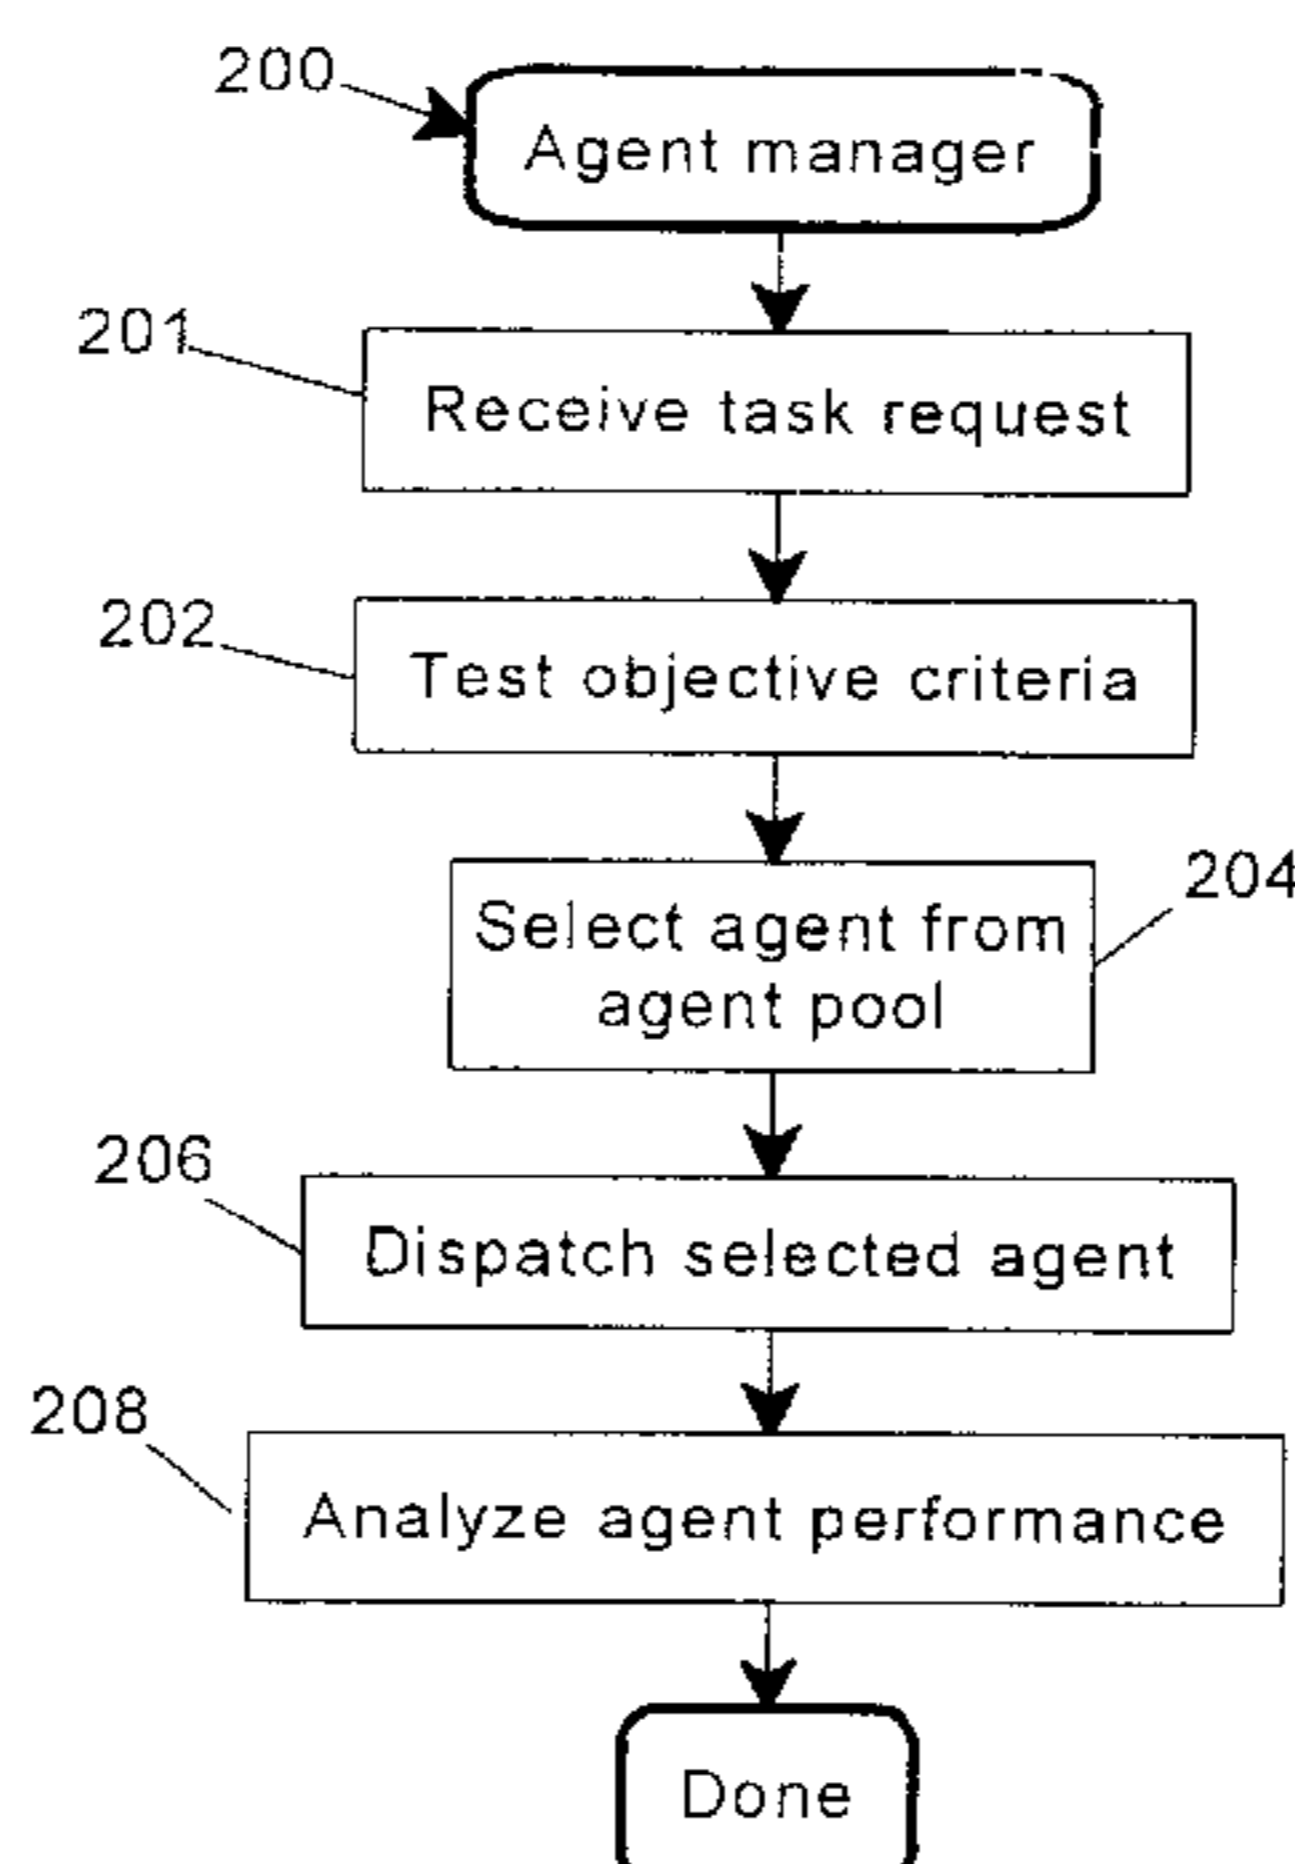 200
Agent manager
201
Receive task request
202
Test objective criteria
204
Select agent from
agent pool
206
Dispatch selected agent
208
Analyze agent performance
Done